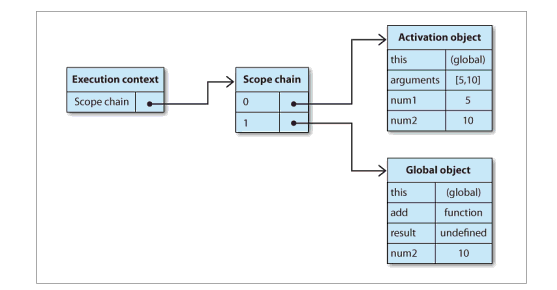 Execution context
Scope chain
Scope chain
0
1
Activation object
this (global)
arguments [5,10]
num1 5
num2 10
Global object
this (global)
add function
result undefined
num2 10